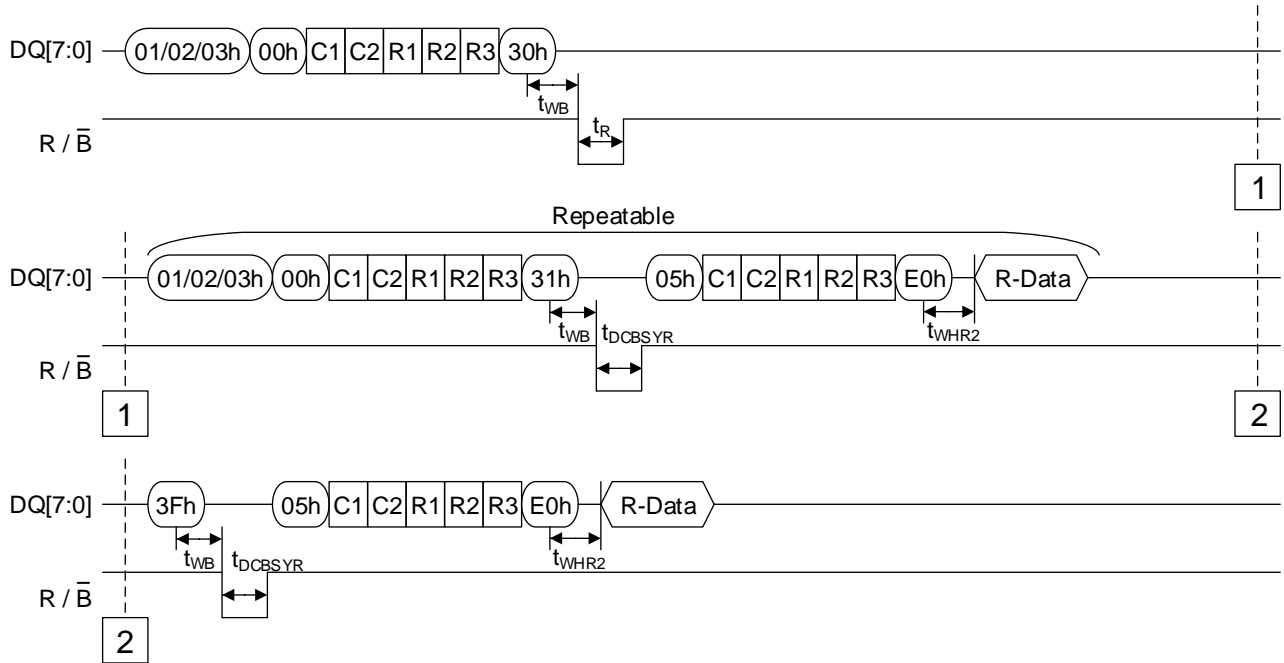 DQ[7:0] 01/02/03h 00h C1 C2 R1 R2 R3 30h
tWB
tR
R / B̅
1
Repeatable
DQ[7:0] 01/02/03h 00h C1 C2 R1 R2 R3 31h 05h C1 C2 R1 R2 R3 E0h R-Data
tWB tDCBSYR tWHR2
R / B̅
1 2
DQ[7:0] 3Fh 05h C1 C2 R1 R2 R3 E0h R-Data
tWB tDCBSYR tWHR2
R / B̅
2